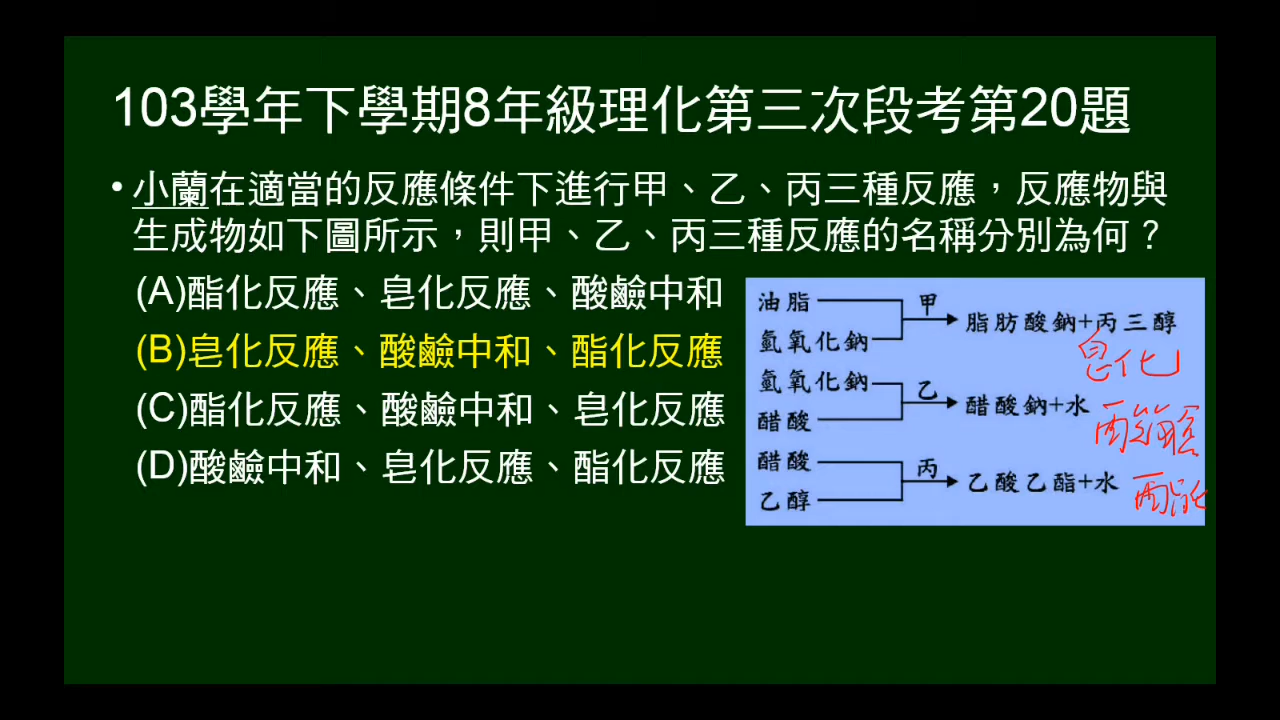 103學年下學期8年級理化第三次段考第20題
• 小蘭在適當的反應條件下進行甲、乙、丙三種反應，反應物與
生成物如下圖所示，則甲、乙、丙三種反應的名稱分別為何？
(A)酯化反應、皂化反應、酸鹼中和
(B)皂化反應、酸鹼中和、酯化反應
(C)酯化反應、酸鹼中和、皂化反應
(D)酸鹼中和、皂化反應、酯化反應
油脂
甲
脂肪酸鈉+丙三醇
氫氧化鈉
皂化
氫氧化鈉
乙
醋酸鈉+水
醋酸
酸鹼
醋酸
丙
乙酸乙酯+水
乙醇
酯化